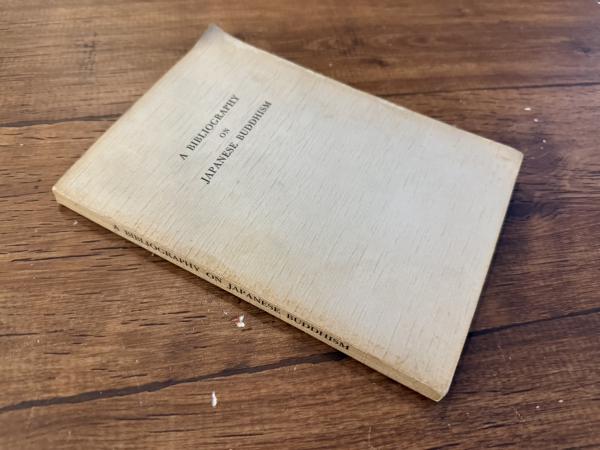 A BIBLIOGRAPHY
ON
JAPANESE BUDDHISM
A BIBLIOGRAPHY ON JAPANESE BUDDHISM